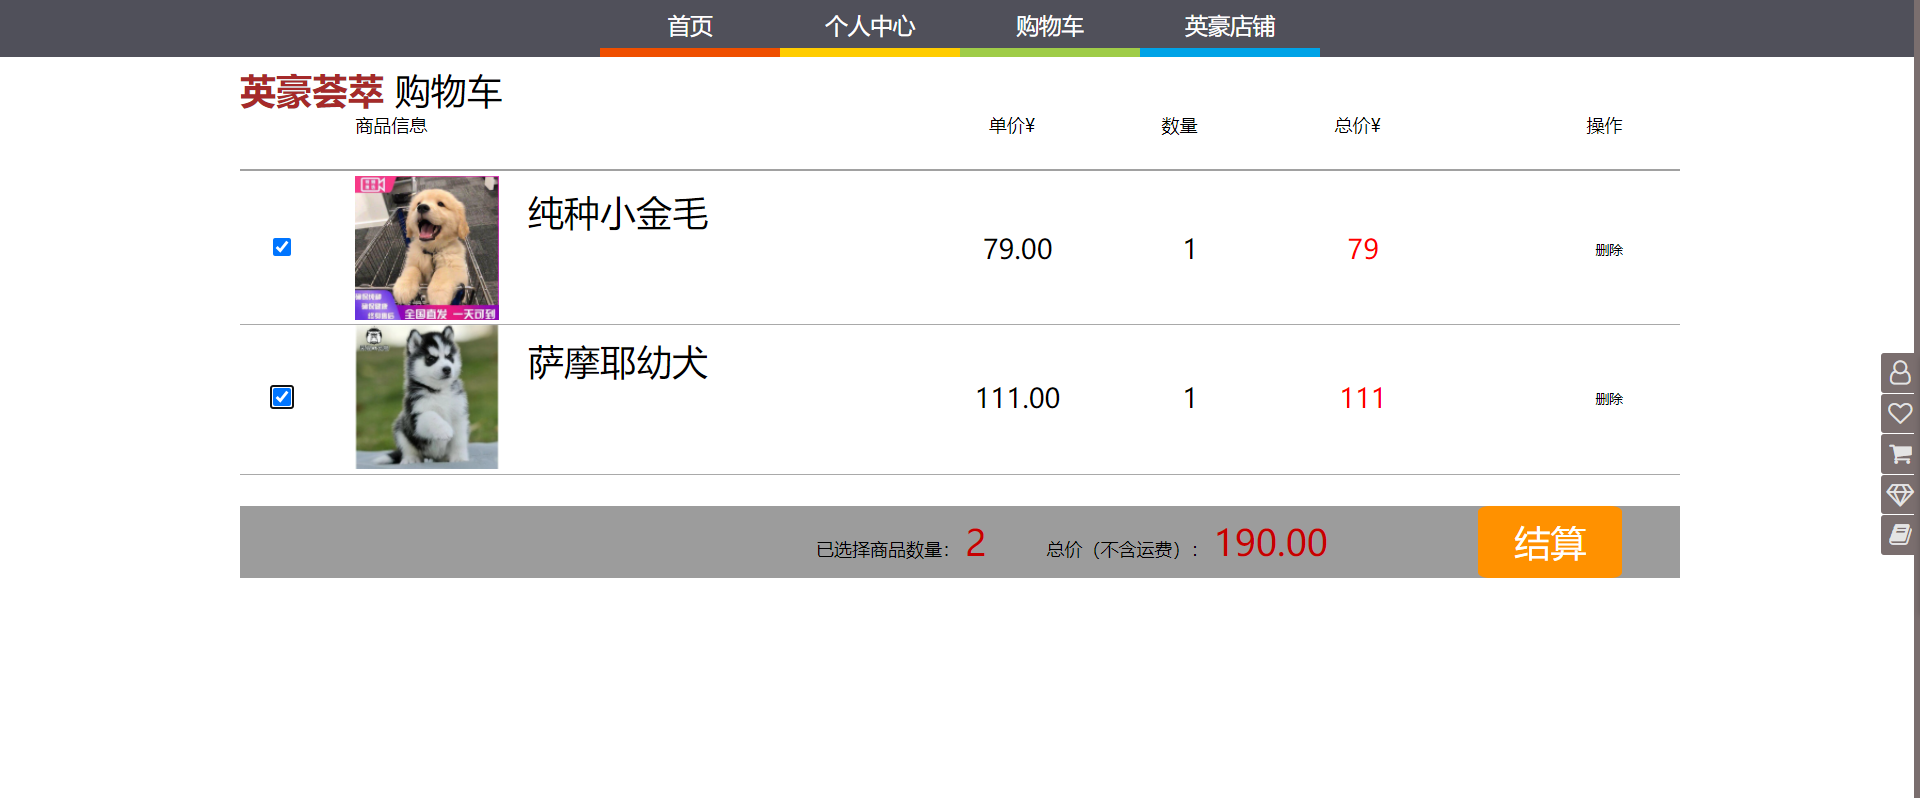 首页 个人中心 购物车 英豪店铺
英豪荟萃 购物车
商品信息 单价¥ 数量 总价¥ 操作
纯种小金毛
79.00 1 79 删除
全国直发 一天可到
萨摩耶幼犬
111.00 1 111 删除
已选择商品数量： 2 总价（不含运费）： 190.00 结算